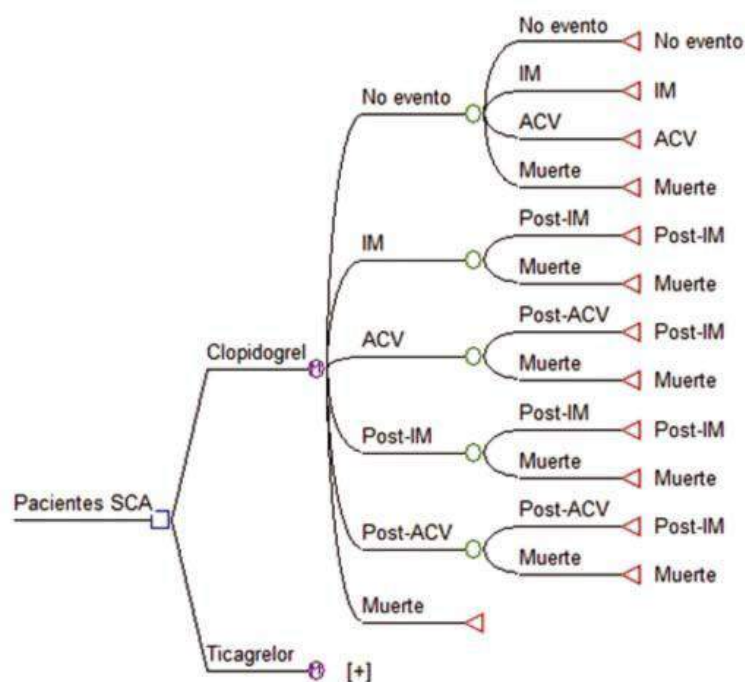 No evento
No evento
IM
IM
No evento
ACV
ACV
Muerte
Muerte
Post-IM
Post-IM
IM
Muerte
Muerte
Post-ACV
Post-IM
Clopidogrel
ACV
Muerte
Muerte
Post-IM
Post-IM
Post-IM
Muerte
Muerte
Pacientes SCA
Post-ACV
Post-IM
Post-ACV
Muerte
Muerte
Muerte
Ticagrelor
[+]